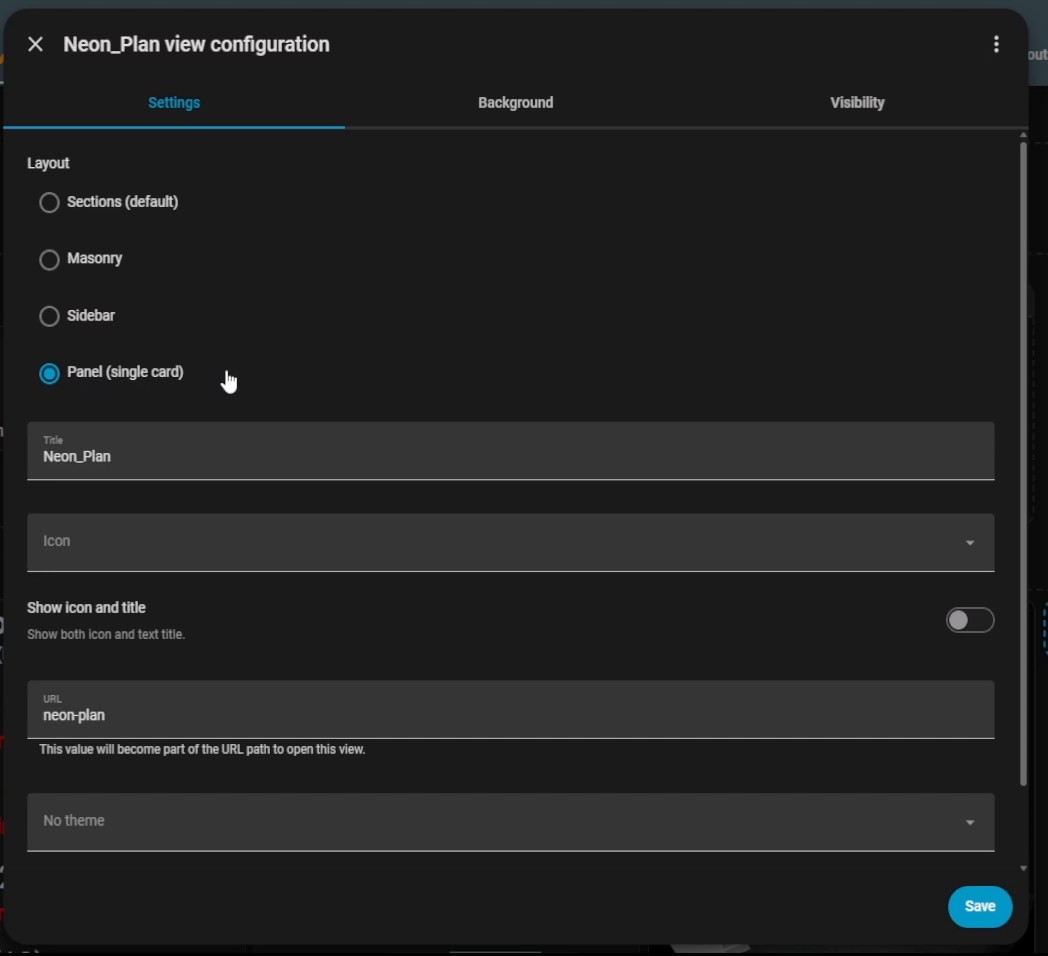 Neon_Plan view configuration
Settings
Background
Visibility
Layout
Sections (default)
Masonry
Sidebar
Panel (single card)
Title
Neon_Plan
Icon
Show icon and title
Show both icon and text title.
URL
neon-plan
This value will become part of the URL path to open this view.
No theme
Save